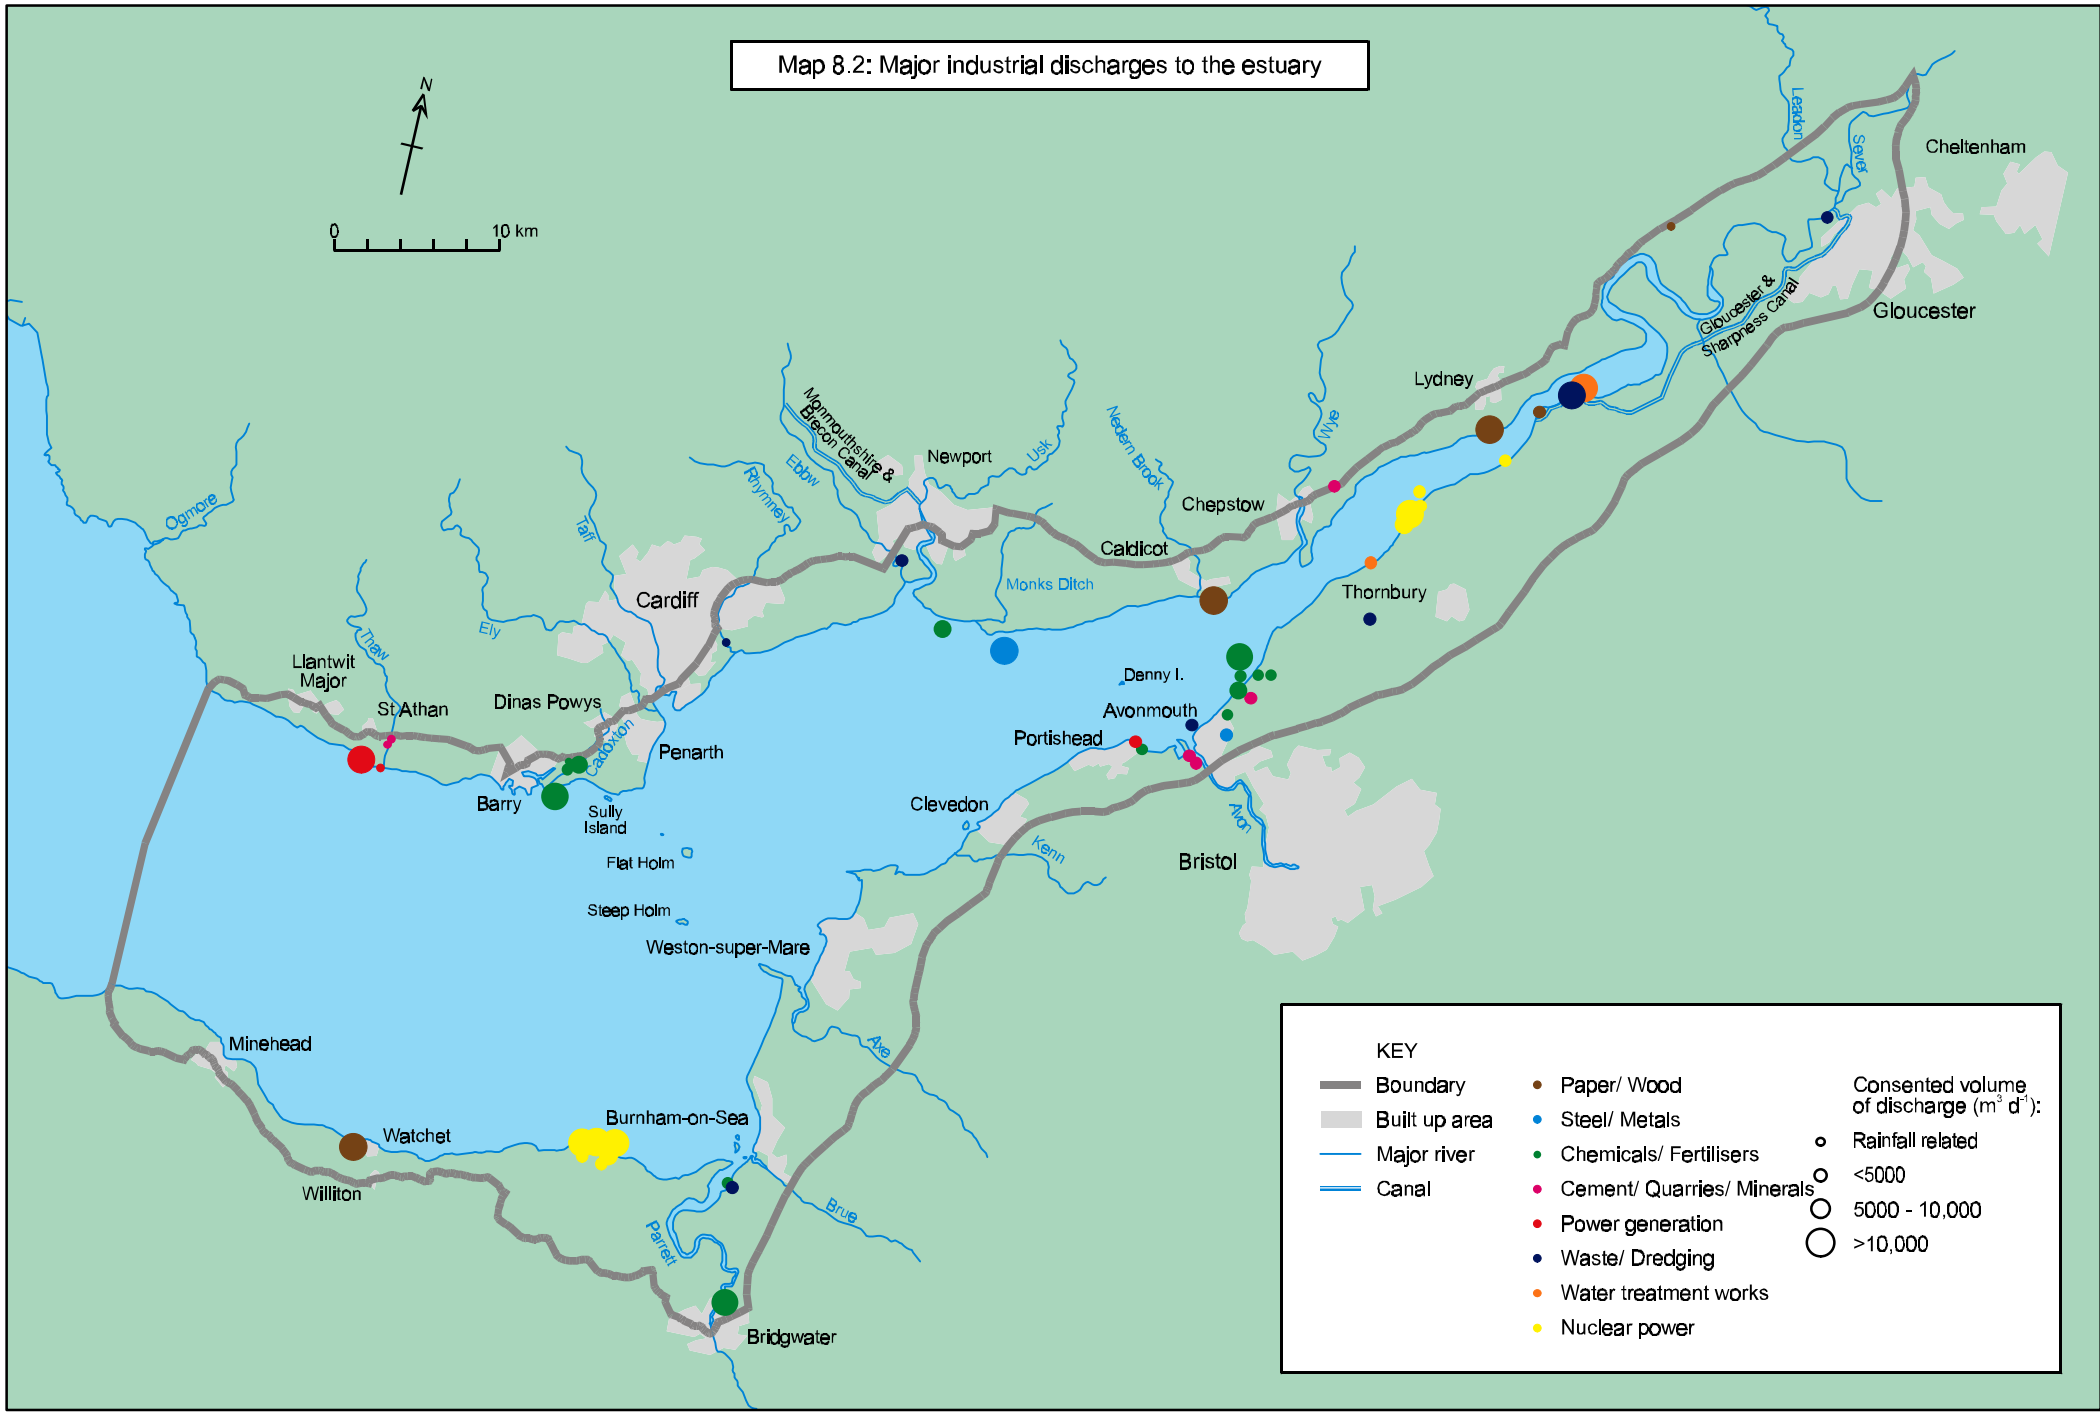 Map 8.2: Major industrial discharges to the estuary
N
0
10 km
Leadon
Sever
Cheltenham
Gloucester &
Sharpness Canal
Gloucester
Lydney
Wye
Nedern Brook
Chepstow
Caldicot
Monmouthshire &
Brecon Canal
Ebbw
Newport
Usk
Rhymney
Taff
Ogmore
Monks Ditch
Thornbury
Cardiff
Ely
Thaw
Llantwit
Major
St Athan
Dinas Powys
Cadoxton
Penarth
Barry
Sully
Island
Flat Holm
Steep Holm
Denny I.
Avonmouth
Portishead
Clevedon
Kenn
Avon
Bristol
Weston-super-Mare
Axe
Minehead
Watchet
Williton
Burnham-on-Sea
Brue
Parrett
Bridgwater
KEY
Boundary
Built up area
Major river
Canal
Paper/ Wood
Steel/ Metals
Chemicals/ Fertilisers
Cement/ Quarries/ Minerals
Power generation
Waste/ Dredging
Water treatment works
Nuclear power
Consented volume
of discharge (m³ d⁻¹):
Rainfall related
<5000
5000 - 10,000
>10,000